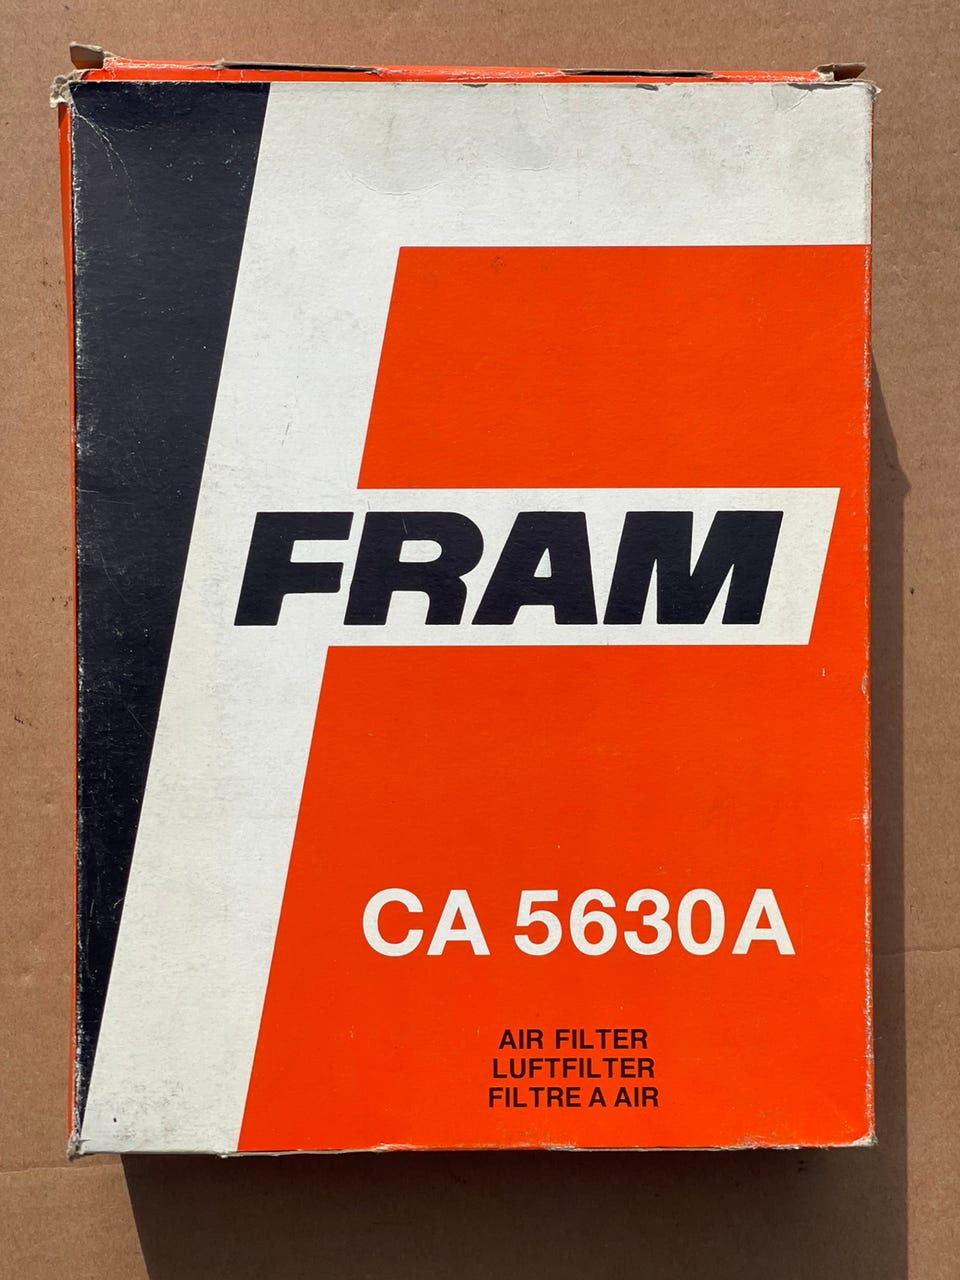 FRAM
CA 5630A
AIR FILTER
LUFTFILTER
FILTRE A AIR